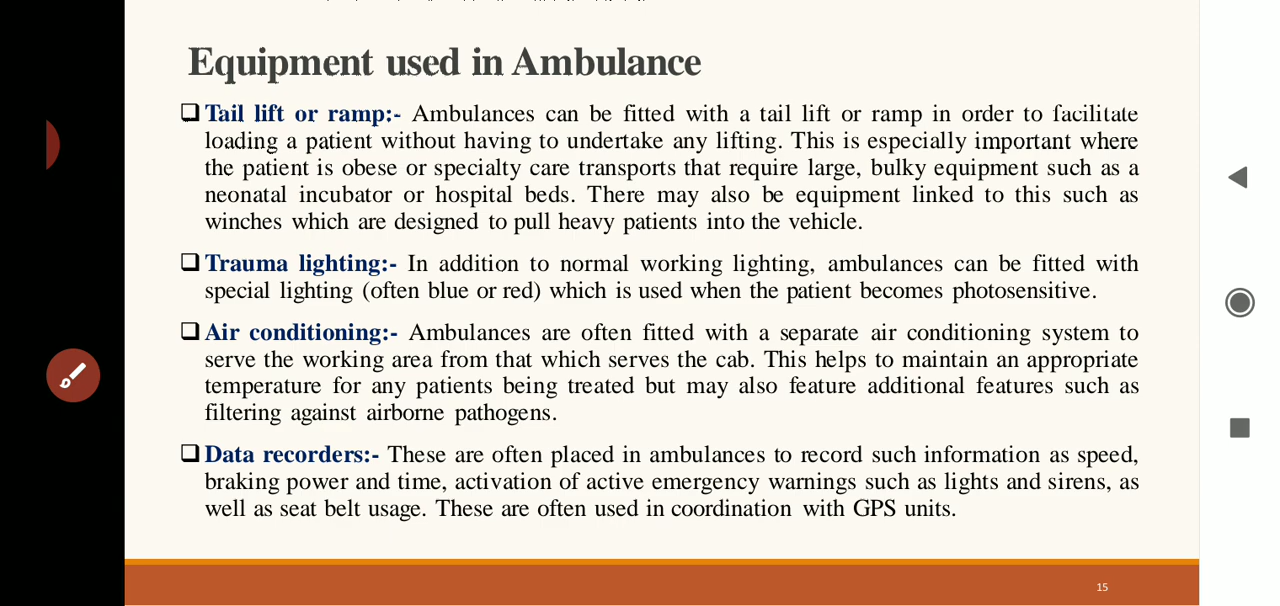 Equipment used in Ambulance
Tail lift or ramp:- Ambulances can be fitted with a tail lift or ramp in order to facilitate
loading a patient without having to undertake any lifting. This is especially important where
the patient is obese or specialty care transports that require large, bulky equipment such as a
neonatal incubator or hospital beds. There may also be equipment linked to this such as
winches which are designed to pull heavy patients into the vehicle.
Trauma lighting:- In addition to normal working lighting, ambulances can be fitted with
special lighting (often blue or red) which is used when the patient becomes photosensitive.
Air conditioning:- Ambulances are often fitted with a separate air conditioning system to
serve the working area from that which serves the cab. This helps to maintain an appropriate
temperature for any patients being treated but may also feature additional features such as
filtering against airborne pathogens.
Data recorders:- These are often placed in ambulances to record such information as speed,
braking power and time, activation of active emergency warnings such as lights and sirens, as
well as seat belt usage. These are often used in coordination with GPS units.
15